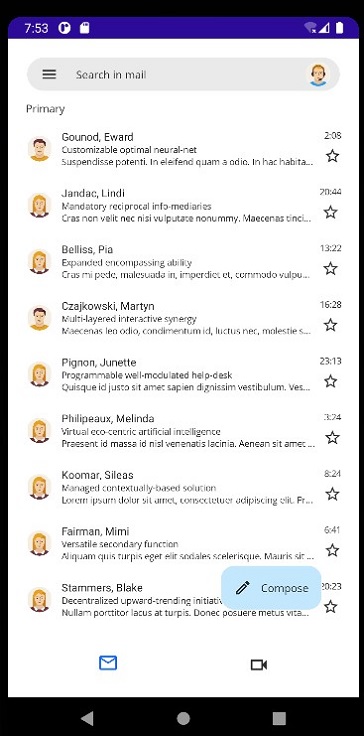 7:53
Search in mail
Primary
Gounod, Eward 2:08
Customizable optimal neural-net
Suspendisse potenti. In eleifend quam a odio. In hac habita...
Jandac, Lindi 20:44
Mandatory reciprocal info-mediaries
Cras non velit nec nisi vulputate nonummy. Maecenas tinci...
Belliss, Pia 13:22
Expanded encompassing ability
Cras mi pede, malesuada in, imperdiet et, commodo vulpu...
Czajkowski, Martyn 16:28
Multi-layered interactive synergy
Maecenas leo odio, condimentum id, luctus nec, molestie s...
Pignon, Junette 23:13
Programmable well-modulated help-desk
Quisque id justo sit amet sapien dignissim vestibulum. Ves...
Philipeaux, Melinda 3:24
Virtual eco-centric artificial intelligence
Praesent id massa id nisl venenatis lacinia. Aenean sit amet ...
Koomar, Sileas 8:24
Managed contextually-based solution
Lorem ipsum dolor sit amet, consectetuer adipiscing elit. Fr...
Fairman, Mimi 6:41
Versatile secondary function
Aliquam quis turpis eget elit sodales scelerisque. Mauris sit ...
Stammers, Blake 20:23
Decentralized upward-trending initiativ
Compose
Nullam porttitor lacus at turpis. Donec posuere metus vita...